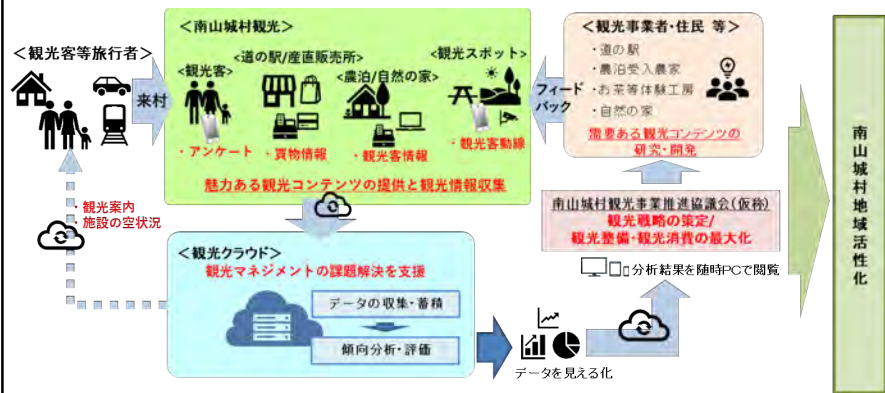 <観光客等旅行者>
来村
<南山城村観光>
<観光客>
・アンケート
<道の駅/産直販売所>
・買物情報
<農泊/自然の家>
・観光客情報
<観光スポット>
・観光客動線
魅力ある観光コンテンツの提供と観光情報収集
フィード
バック
<観光事業者・住民 等>
・道の駅
・農泊受入農家
・お茶等体験工房
・自然の家
需要ある観光コンテンツの
研究・開発
南山城村観光事業推進協議会(仮称)
観光戦略の策定/
観光整備・観光消費の最大化
分析結果を随時PCで閲覧
・観光案内
・施設の空状況
<観光クラウド>
観光マネジメントの課題解決を支援
データの収集・蓄積
傾向分析・評価
データを見える化
南山城村地域活性化